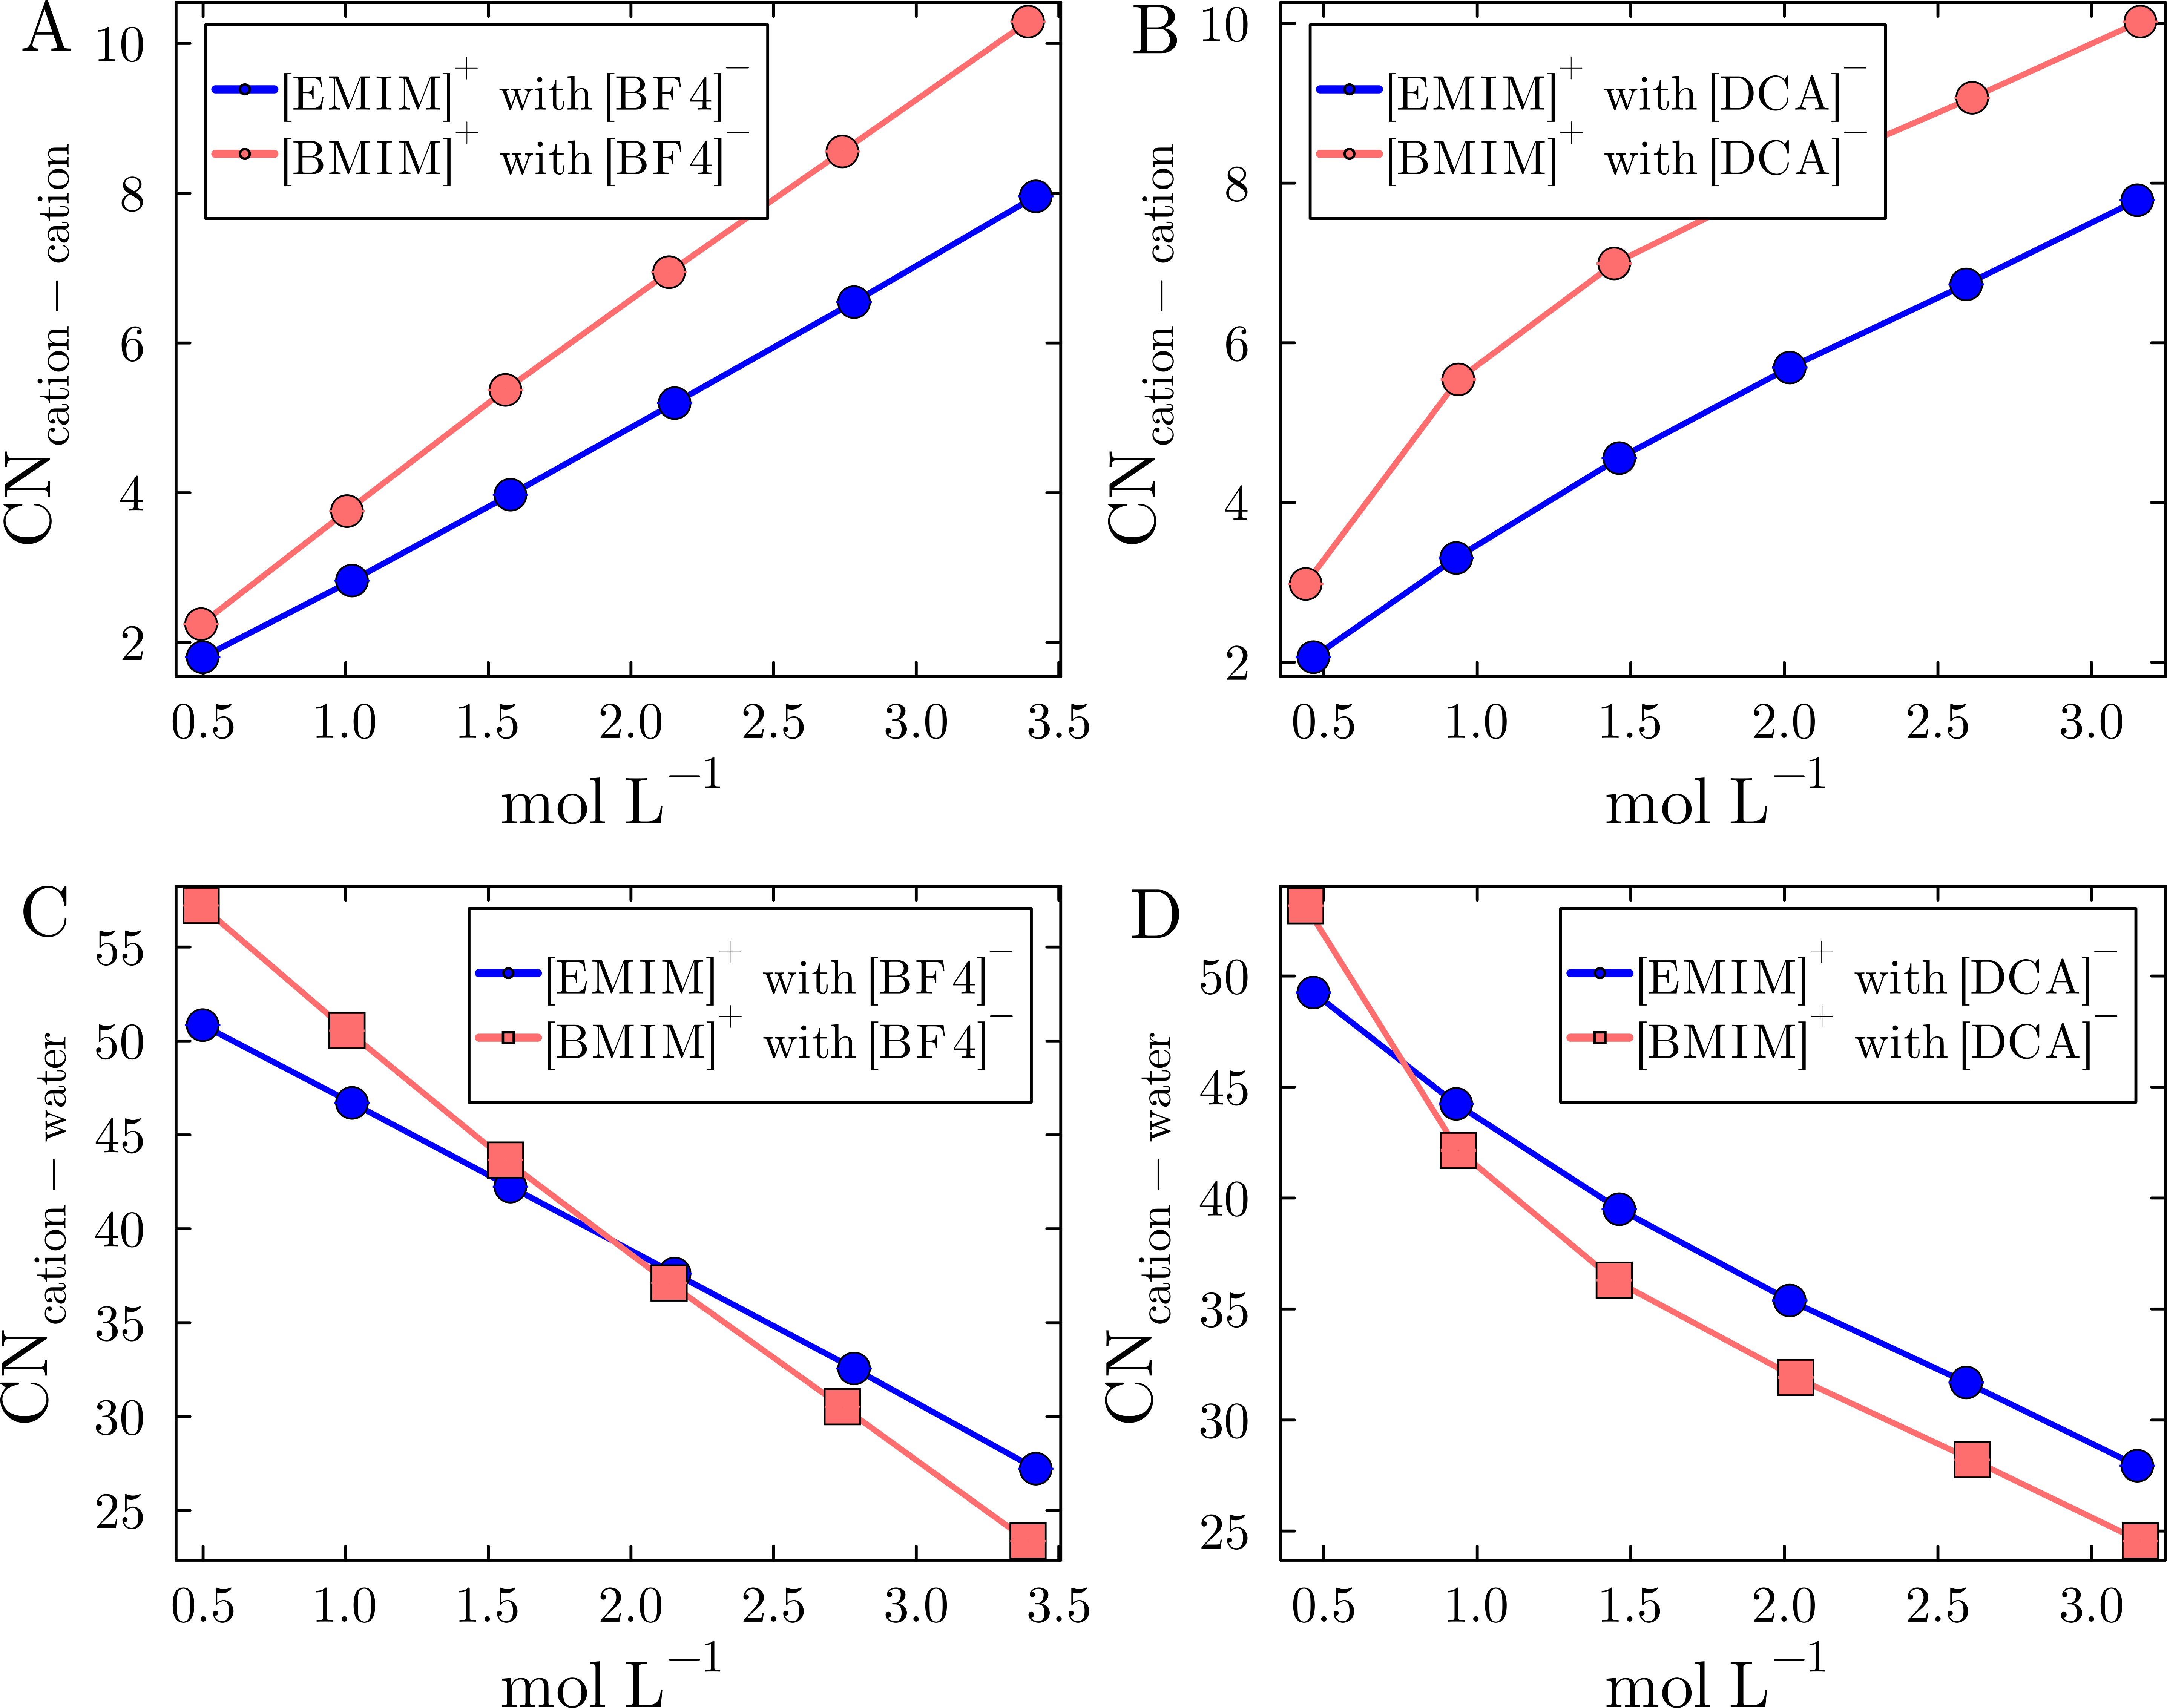 A
[EMIM]⁺ with [BF4]⁻
[BMIM]⁺ with [BF4]⁻
CN cation – cation
10
8
6
4
2
0.5 1.0 1.5 2.0 2.5 3.0 3.5
mol L⁻¹
B
[EMIM]⁺ with [DCA]⁻
[BMIM]⁺ with [DCA]⁻
CN cation – cation
10
8
6
4
2
0.5 1.0 1.5 2.0 2.5 3.0
mol L⁻¹
C
[EMIM]⁺ with [BF4]⁻
[BMIM]⁺ with [BF4]⁻
CN cation – water
55
50
45
40
35
30
25
0.5 1.0 1.5 2.0 2.5 3.0 3.5
mol L⁻¹
D
[EMIM]⁺ with [DCA]⁻
[BMIM]⁺ with [DCA]⁻
CN cation – water
50
45
40
35
30
25
0.5 1.0 1.5 2.0 2.5 3.0
mol L⁻¹